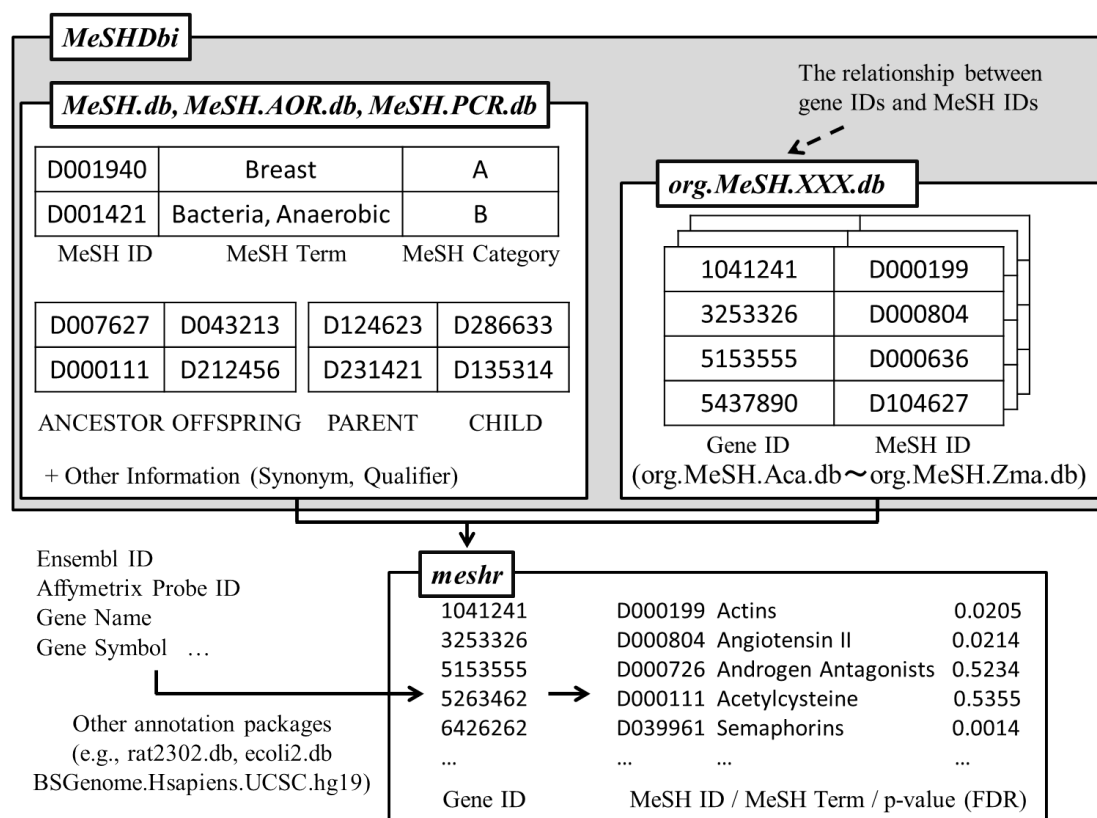 MeSHDbi
MeSH.db, MeSH.AOR.db, MeSH.PCR.db
D001940 Breast A
D001421 Bacteria, Anaerobic B
MeSH ID MeSH Term MeSH Category
D007627 D043213 D124623 D286633
D000111 D212456 D231421 D135314
ANCESTOR OFFSPRING PARENT CHILD
+ Other Information (Synonym, Qualifier)
The relationship between
gene IDs and MeSH IDs
org.MeSH.XXX.db
1041241 D000199
3253326 D000804
5153555 D000636
5437890 D104627
Gene ID MeSH ID
(org.MeSH.Aca.db～org.MeSH.Zma.db)
Ensembl ID
Affymetrix Probe ID
Gene Name
Gene Symbol …
Other annotation packages
(e.g., rat2302.db, ecoli2.db
BSGenome.Hsapiens.UCSC.hg19)
meshr
1041241 D000199 Actins 0.0205
3253326 D000804 Angiotensin II 0.0214
5153555 D000726 Androgen Antagonists 0.5234
5263462 D000111 Acetylcysteine 0.5355
6426262 D039961 Semaphorins 0.0014
… … … …
Gene ID MeSH ID / MeSH Term / p-value (FDR)